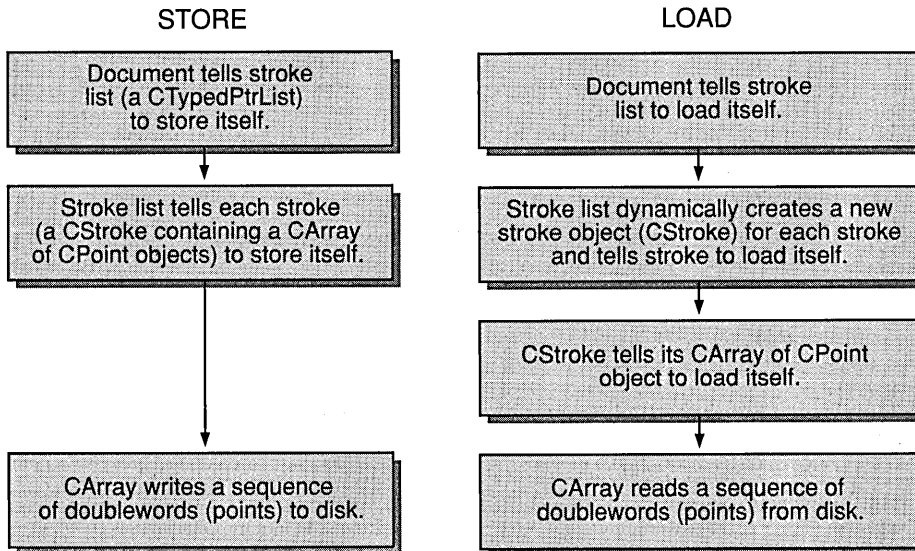 STORE
Document tells stroke
list (a CTypedPtrList)
to store itself.
Stroke list tells each stroke
(a CStroke containing a CArray
of CPoint objects) to store itself.
CArray writes a sequence
of doublewords (points) to disk.
LOAD
Document tells stroke
list to load itself.
Stroke list dynamically creates a new
stroke object (CStroke) for each stroke
and tells stroke to load itself.
CStroke tells its CArray of CPoint
object to load itself.
CArray reads a sequence of
doublewords (points) from disk.